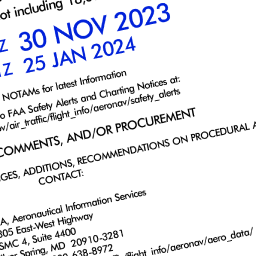 ot including
Z 30 NOV 2023
Z 25 JAN 2024
NOTAMs for latest Information
o FAA Safety Alerts and Charting Notices at:
v/air_traffic/flight_info/aeronav/safety_alerts
COMMENTS, AND/OR PROCUREMENT
GES, ADDITIONS, RECOMMENDATIONS ON PROCEDURAL A
CONTACT:
A, Aeronautical Information Services
305 East-West Highway
SMC 4, Suite 4400
Spring, MD 20910-3281
638-8972
/flight_info/aeronav/aero_data/